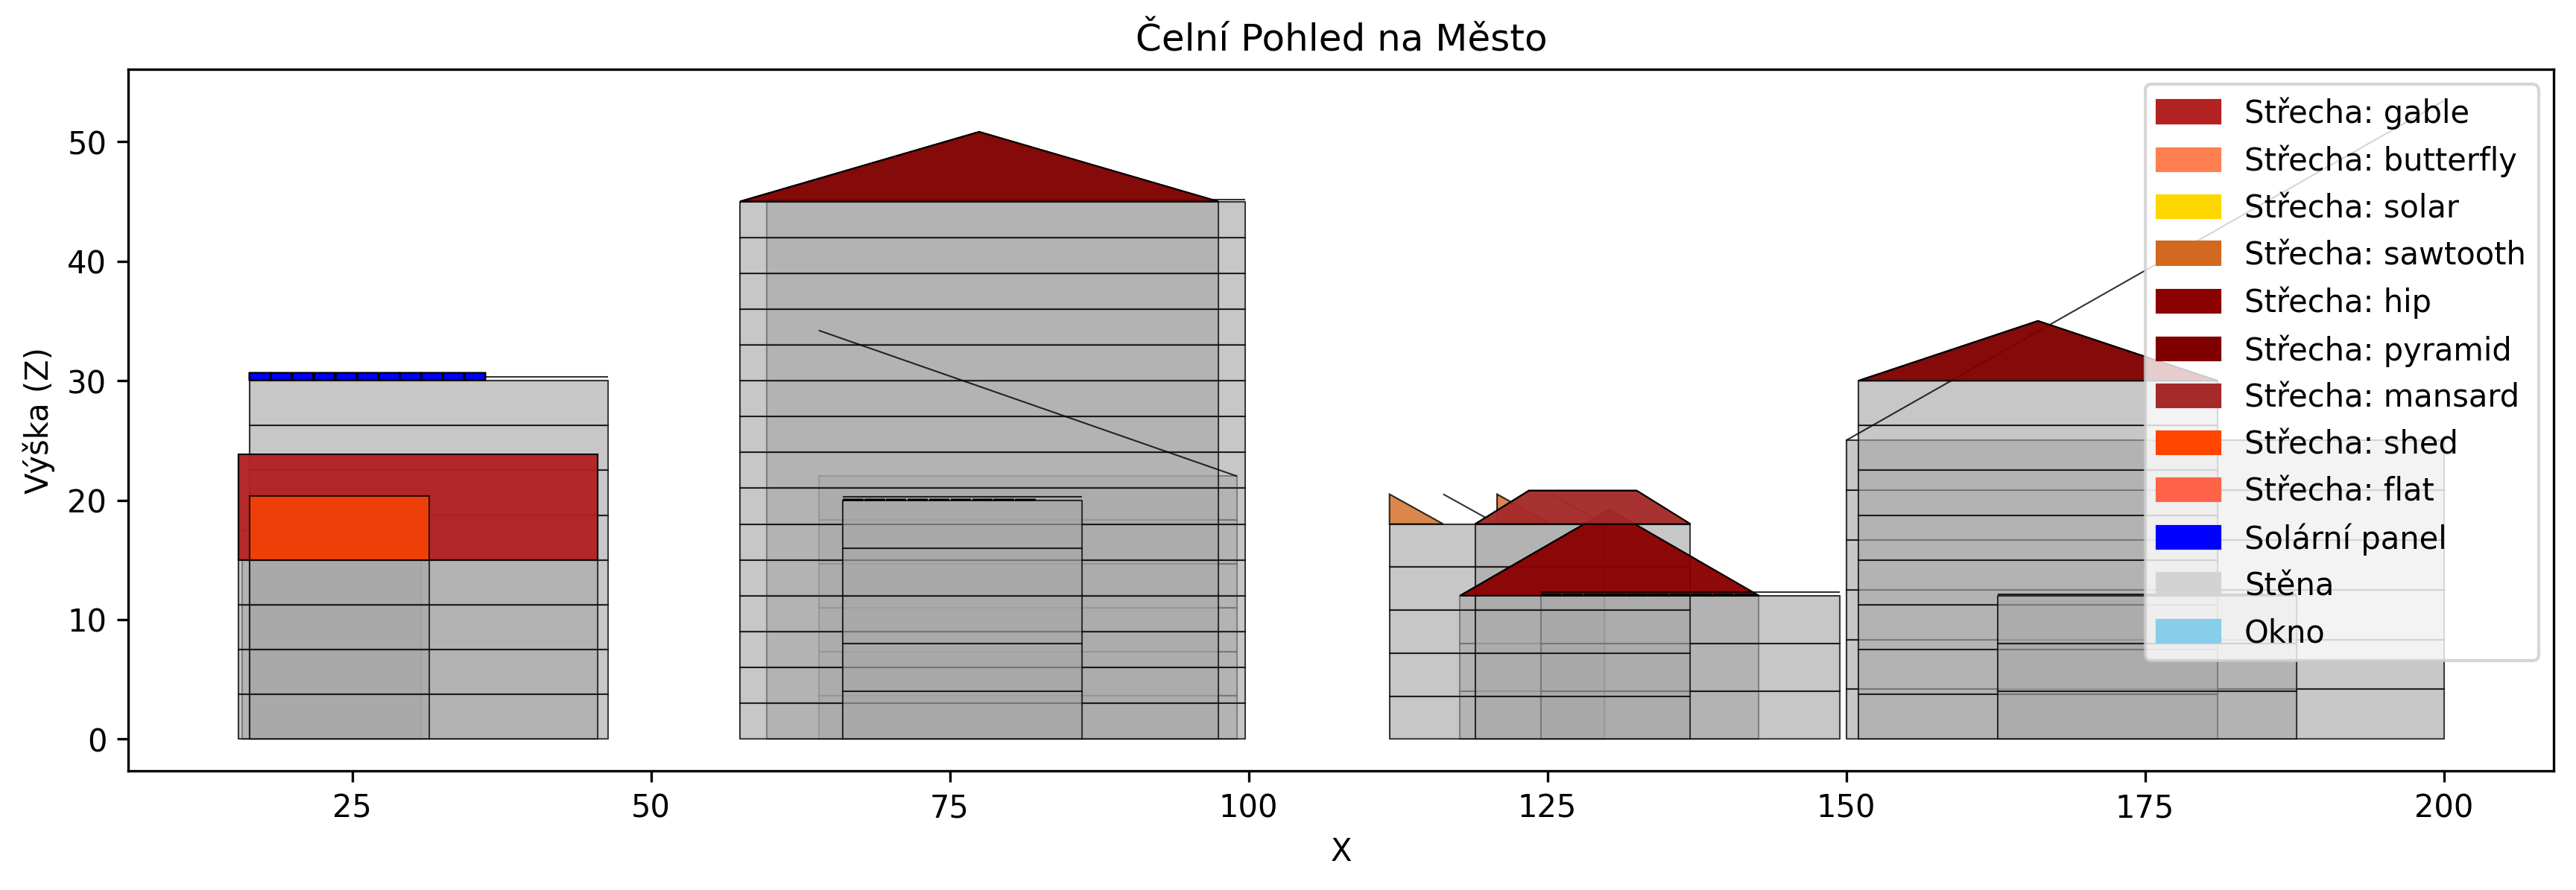 Čelní Pohled na Město
Výška (Z)
50
40
30
20
10
0
25 50 75 100 125 150 175 200
X
Střecha: gable
Střecha: butterfly
Střecha: solar
Střecha: sawtooth
Střecha: hip
Střecha: pyramid
Střecha: mansard
Střecha: shed
Střecha: flat
Solární panel
Stěna
Okno